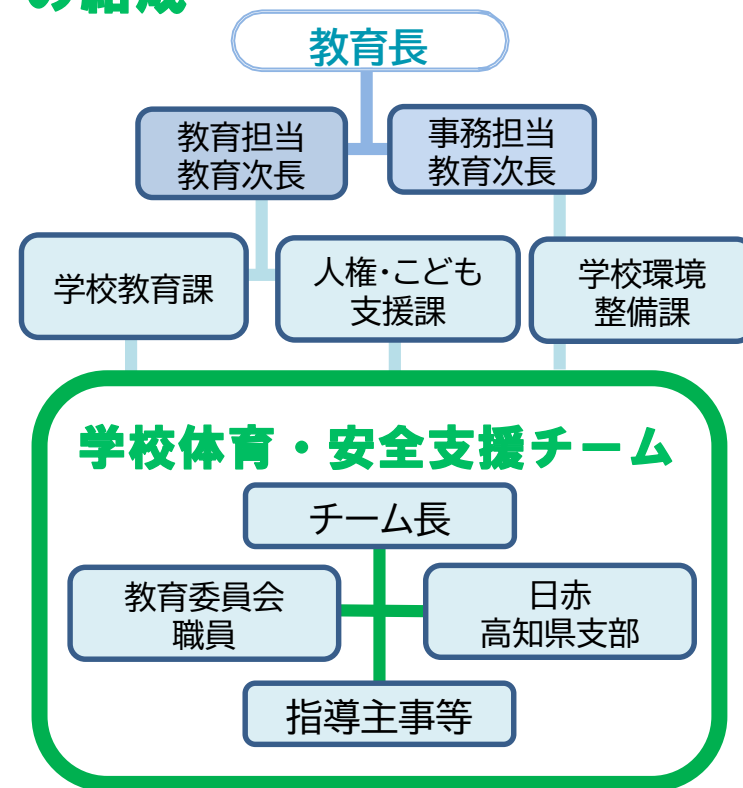 の結成
教育長
教育担当
教育次長
事務担当
教育次長
学校教育課
人権・こども
支援課
学校環境
整備課
学校体育・安全支援チーム
チーム長
教育委員会
職員
日赤
高知県支部
指導主事等